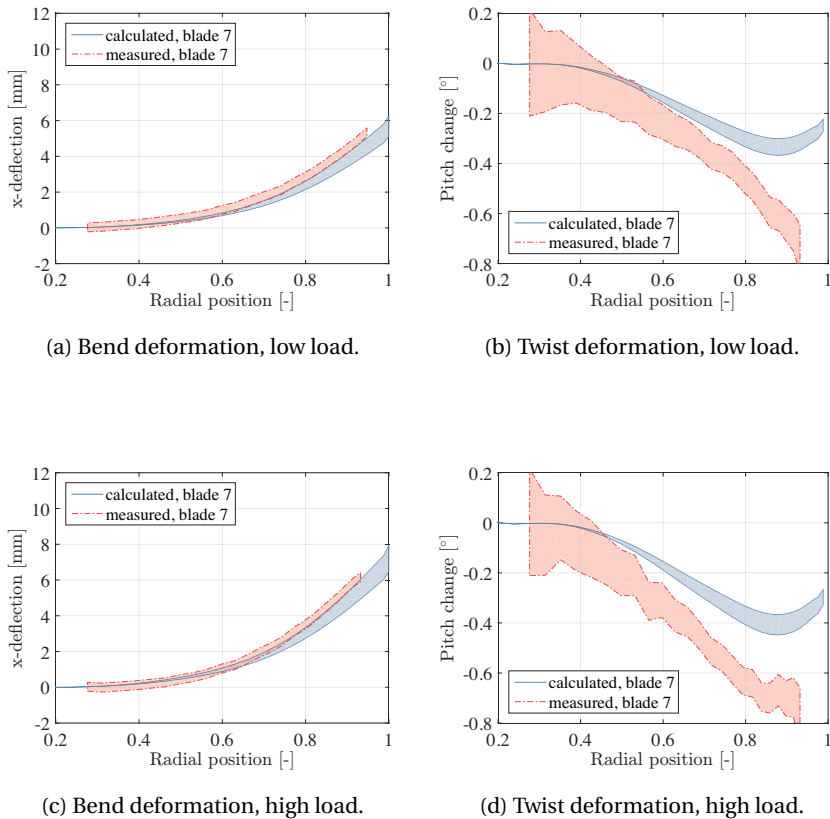 12
10
8
6
4
2
0
-2
x-deflection [mm]
calculated, blade 7
measured, blade 7
0.2 0.4 0.6 0.8 1
Radial position [-]
(a) Bend deformation, low load.
0.2
0
-0.2
-0.4
-0.6
-0.8
Pitch change [°]
calculated, blade 7
measured, blade 7
0.2 0.4 0.6 0.8 1
Radial position [-]
(b) Twist deformation, low load.
12
10
8
6
4
2
0
-2
x-deflection [mm]
calculated, blade 7
measured, blade 7
0.2 0.4 0.6 0.8 1
Radial position [-]
(c) Bend deformation, high load.
0.2
0
-0.2
-0.4
-0.6
-0.8
Pitch change [°]
calculated, blade 7
measured, blade 7
0.2 0.4 0.6 0.8 1
Radial position [-]
(d) Twist deformation, high load.